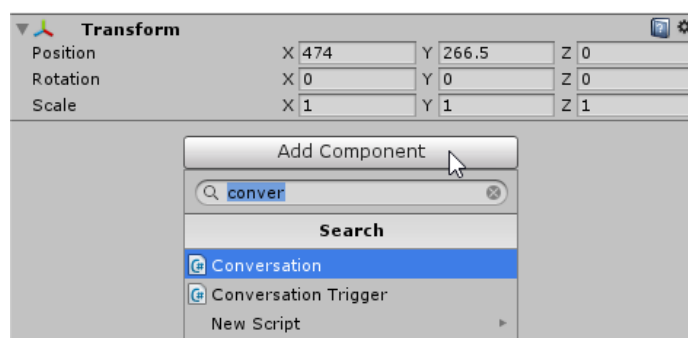 Transform
Position X 474 Y 266.5 Z 0
Rotation X 0 Y 0 Z 0
Scale X 1 Y 1 Z 1
Add Component
conver
Search
Conversation
Conversation Trigger
New Script